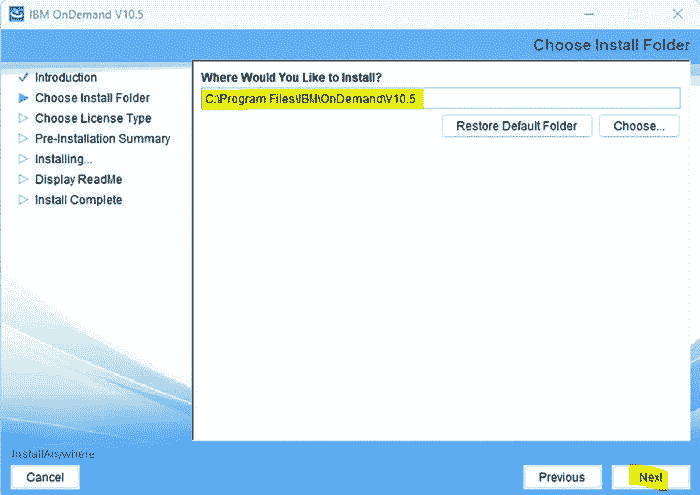 IBM OnDemand V10.5
Choose Install Folder
Introduction
Choose Install Folder
Choose License Type
Pre-Installation Summary
Installing...
Display ReadMe
Install Complete
Where Would You Like to Install?
C:\Program Files\IBM\OnDemand\V10.5
Restore Default Folder
Choose...
InstallAnywhere
Cancel
Previous
Next